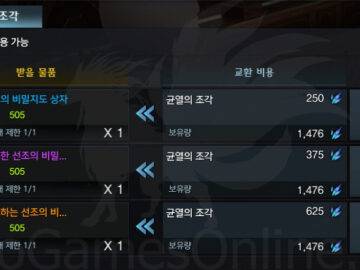 조각
용 가능
받을 물품 교환 비용
의 비밀지도 상자 균열의 조각 250
505
제한 1/1 X 1 보유량 1,476
한 선조의 비밀... 균열의 조각 375
505
제한 1/1 X 1 보유량 1,476
하는 선조의 비... 균열의 조각 625
505
제한 1/1 X 1 보유량 1,476
GamesOnline.